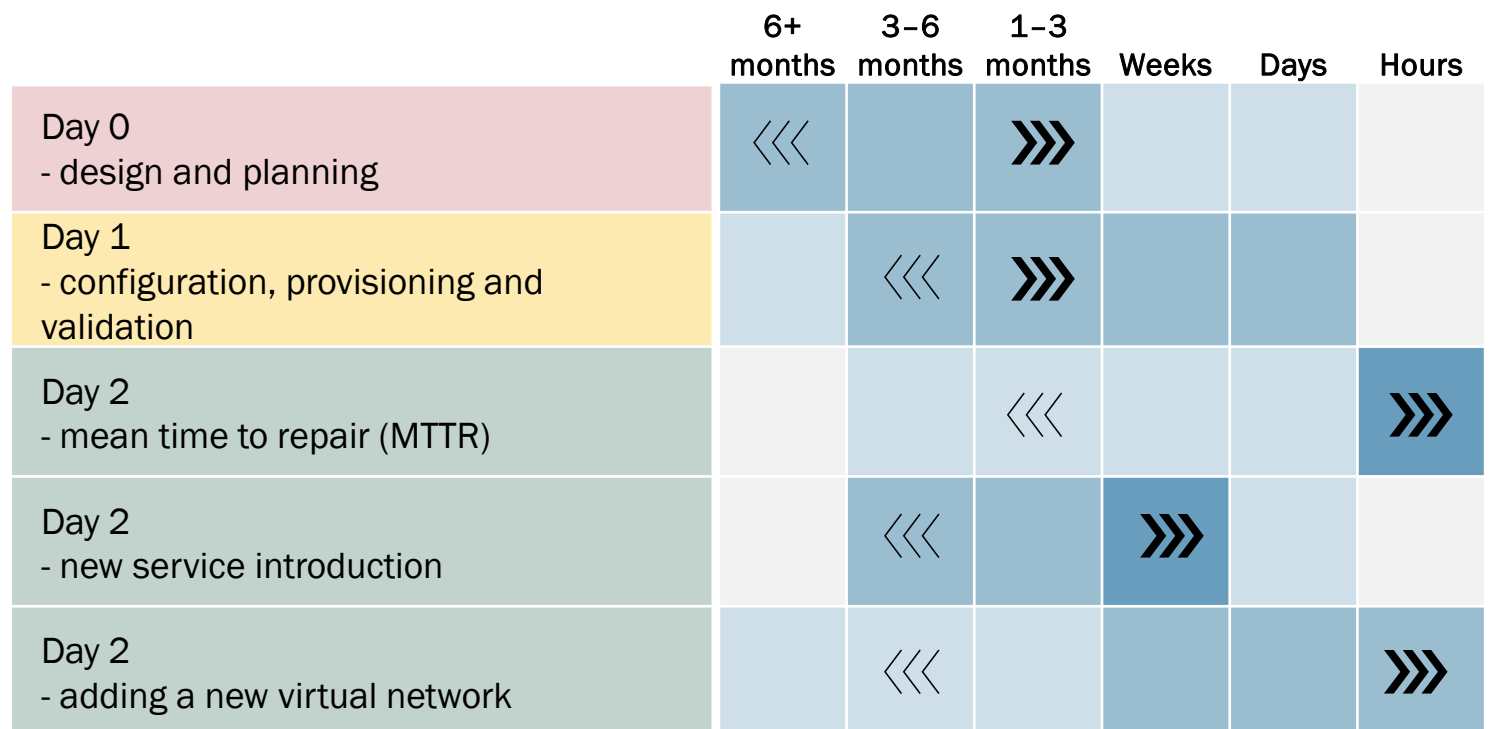 6+ 3–6 1–3
months months months Weeks Days Hours
Day 0
- design and planning
Day 1
- configuration, provisioning and
validation
Day 2
- mean time to repair (MTTR)
Day 2
- new service introduction
Day 2
- adding a new virtual network